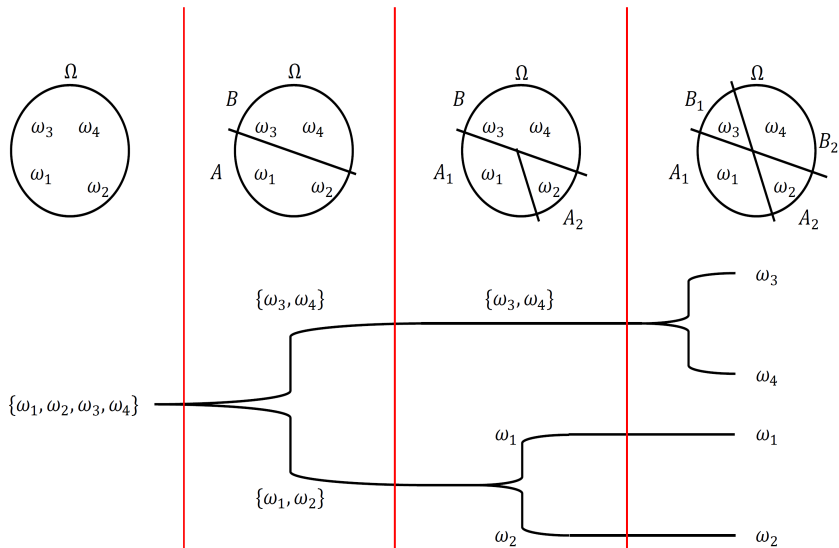 Ω
ω₃ ω₄
ω₁ ω₂
Ω
B
ω₃ ω₄
A ω₁ ω₂
Ω
B
ω₃ ω₄
A₁ ω₁ ω₂
A₂
Ω
B₁
ω₃ ω₄ B₂
A₁ ω₁ ω₂
A₂
{ω₃, ω₄}
{ω₃, ω₄}
ω₃
{ω₁, ω₂, ω₃, ω₄}
ω₄
ω₁
ω₁
{ω₁, ω₂}
ω₂
ω₂